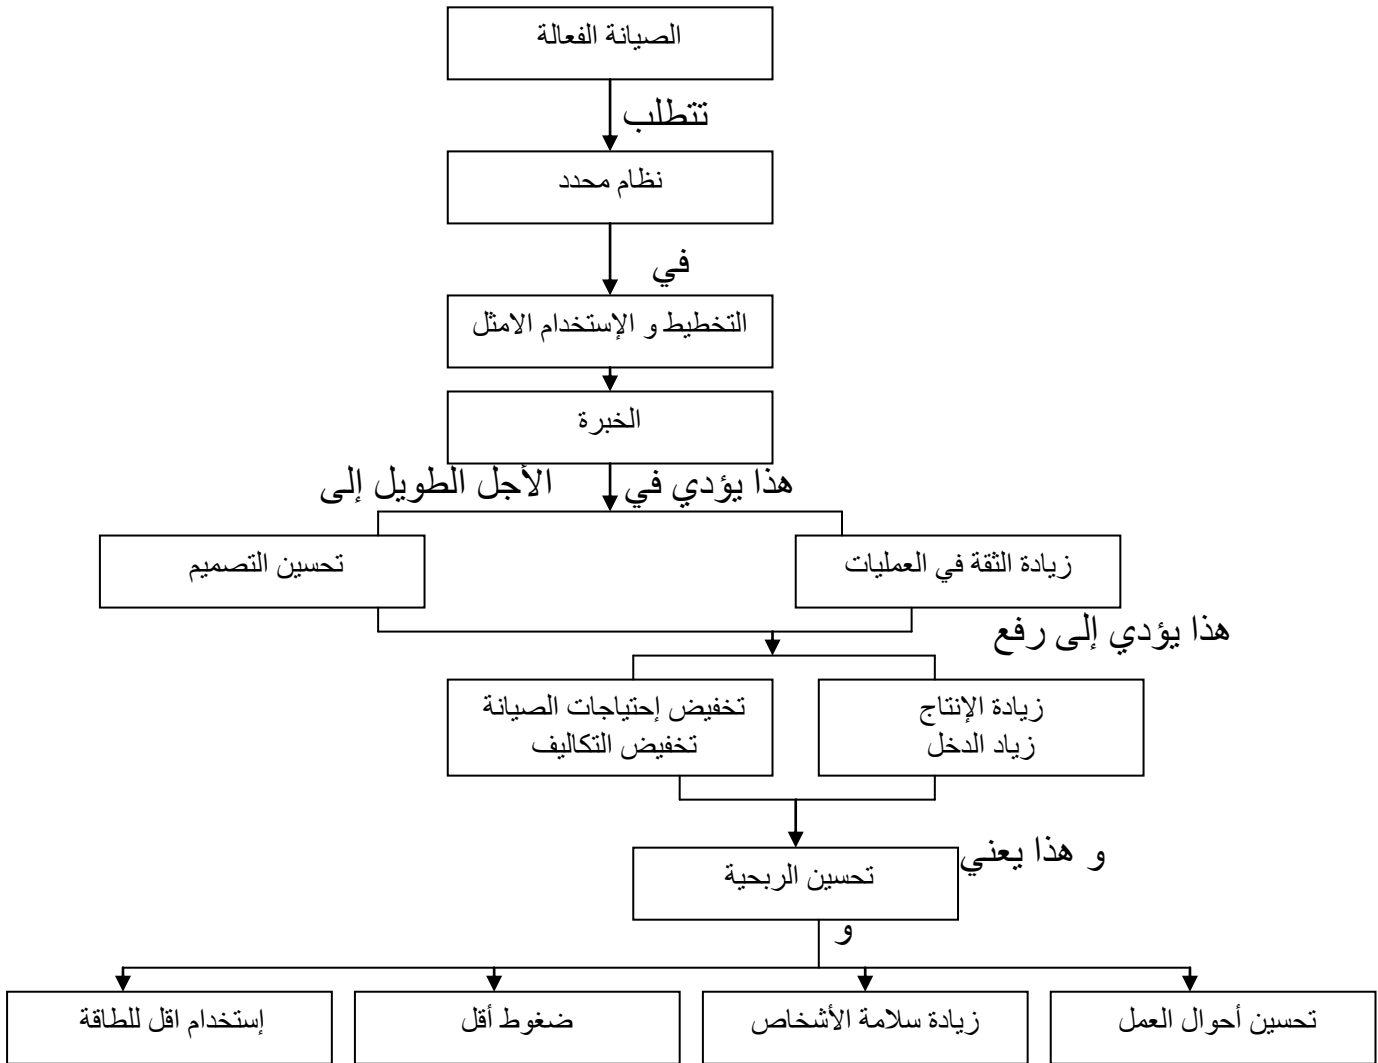 الصيانة الفعالة
تتطلب
نظام محدد
في
التخطيط و الإستخدام الامثل
الخبرة
هذا يؤدي في الأجل الطويل إلى
زيادة الثقة في العمليات
تحسين التصميم
هذا يؤدي إلى رفع
زيادة الإنتاج
زياد الدخل
تخفيض إحتياجات الصيانة
تخفيض التكاليف
و هذا يعني
تحسين الربحية
و
تحسين أحوال العمل
زيادة سلامة الأشخاص
ضغوط أقل
إستخدام اقل للطاقة